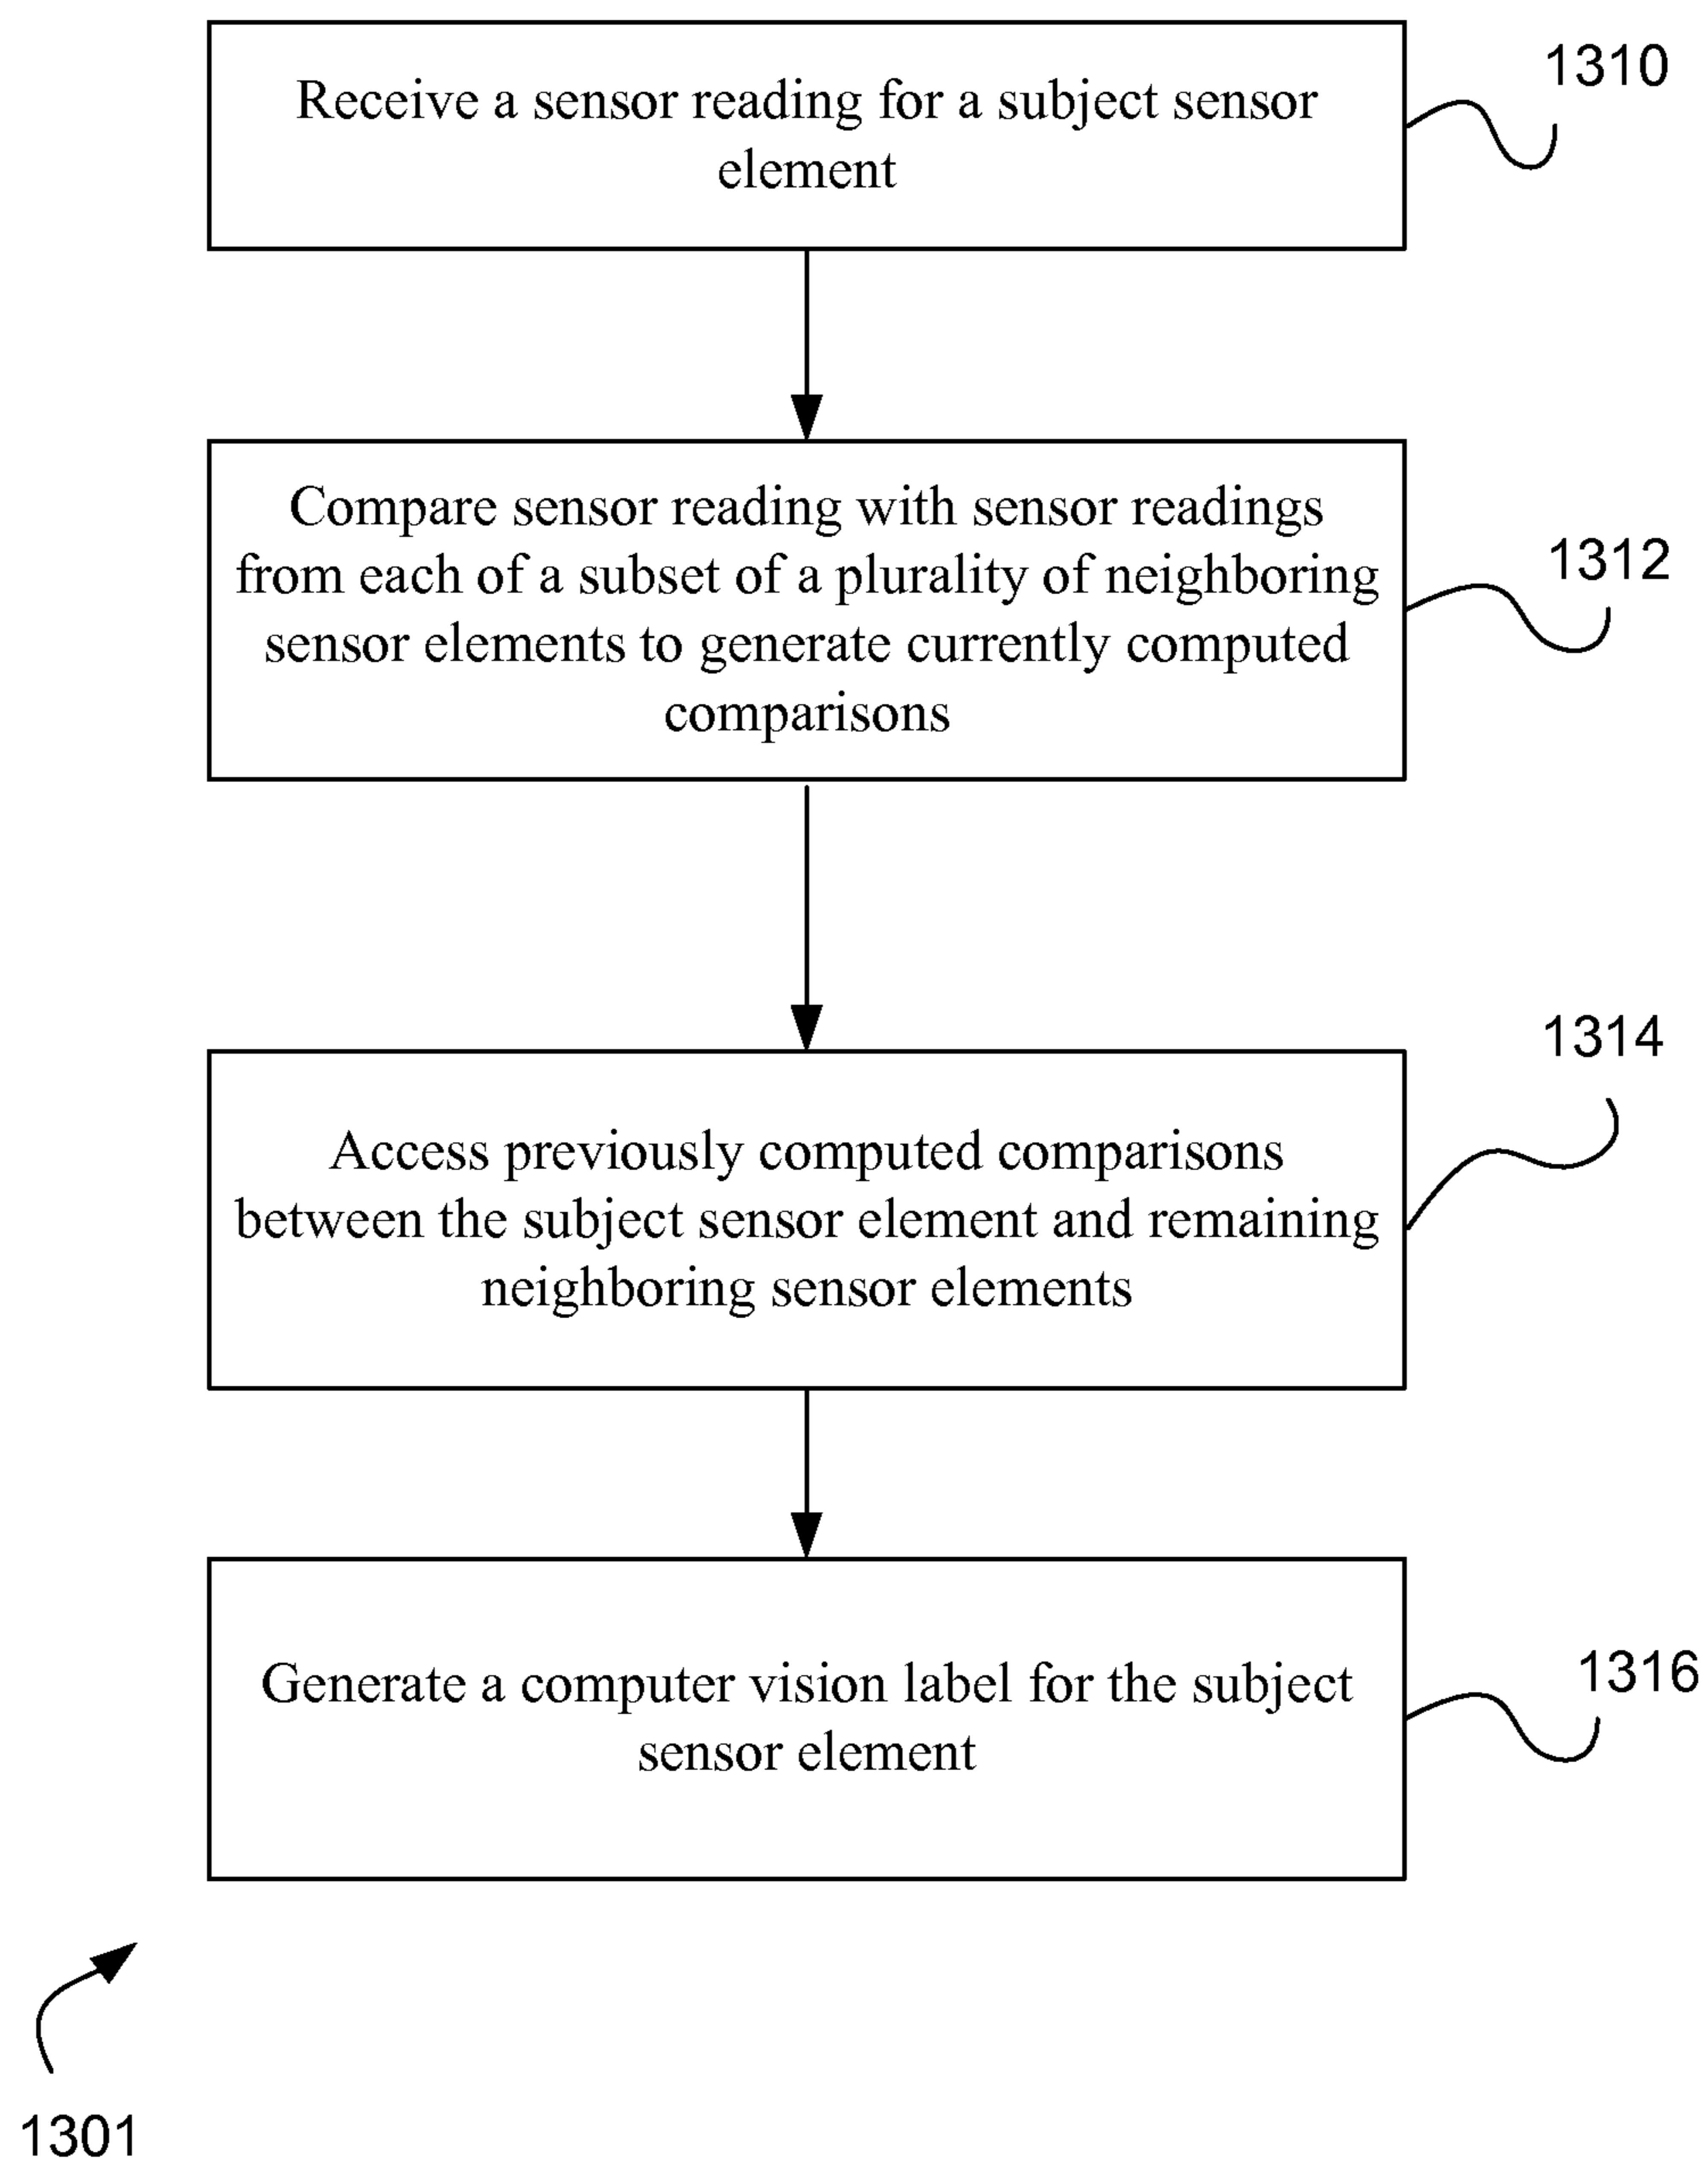 Receive a sensor reading for a subject sensor
element
1310
Compare sensor reading with sensor readings
from each of a subset of a plurality of neighboring
sensor elements to generate currently computed
comparisons
1312
Access previously computed comparisons
between the subject sensor element and remaining
neighboring sensor elements
1314
Generate a computer vision label for the subject
sensor element
1316
1301